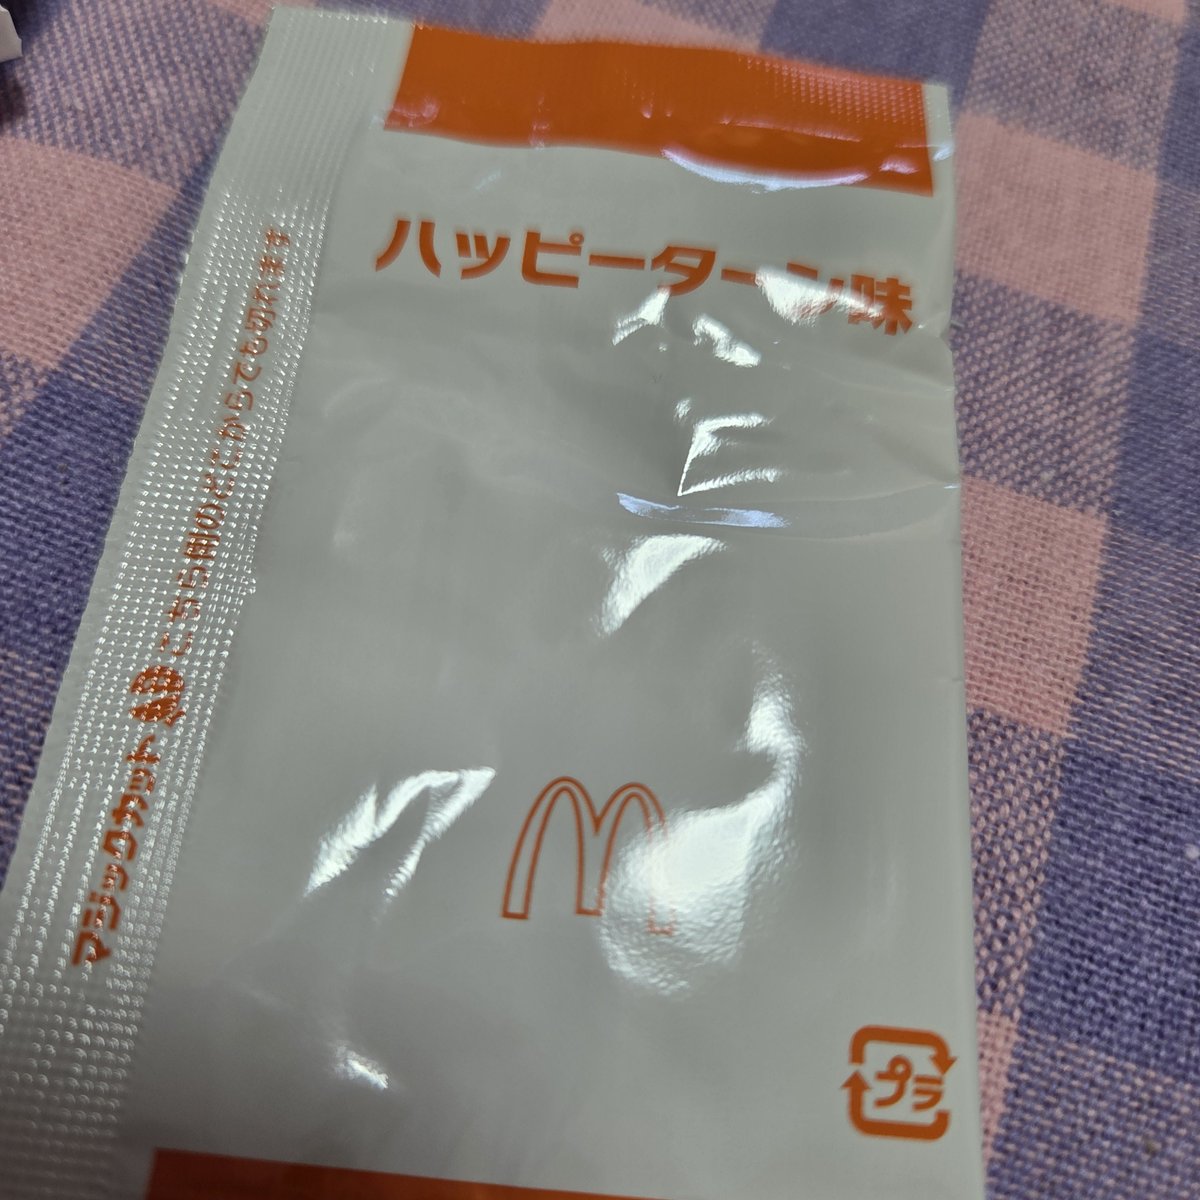 ハッピーターン味
マジックカット こちら側のどこからでも切れます
プラ